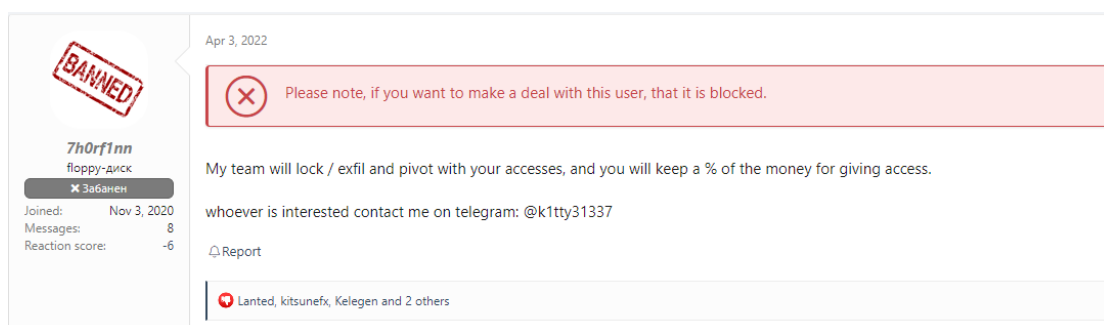 Apr 3, 2022
BANNED
Please note, if you want to make a deal with this user, that it is blocked.
7h0rf1nn
floppy-диск
Забанен
Joined: Nov 3, 2020
Messages: 8
Reaction score: -6
My team will lock / exfil and pivot with your accesses, and you will keep a % of the money for giving access.
whoever is interested contact me on telegram: @k1tty31337
Report
Lanted, kitsunefx, Kelegen and 2 others